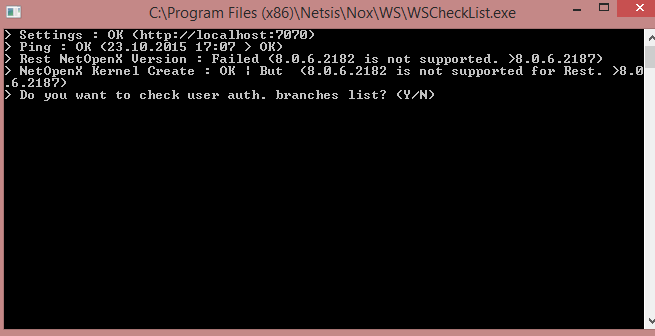 C:\Program Files (x86)\Netsis\Nox\WS\WSCheckList.exe
> Settings : OK (http://localhost:7070)
> Ping : OK (23.10.2015 17:07 > OK)
> Rest NetOpenX Version : Failed (8.0.6.2182 is not supported. >8.0.6.2187)
> NetOpenX Kernel Create : OK ¦ But  (8.0.6.2182 is not supported for Rest. >8.0
.6.2187)
> Do you want to check user auth. branches list? (Y/N)